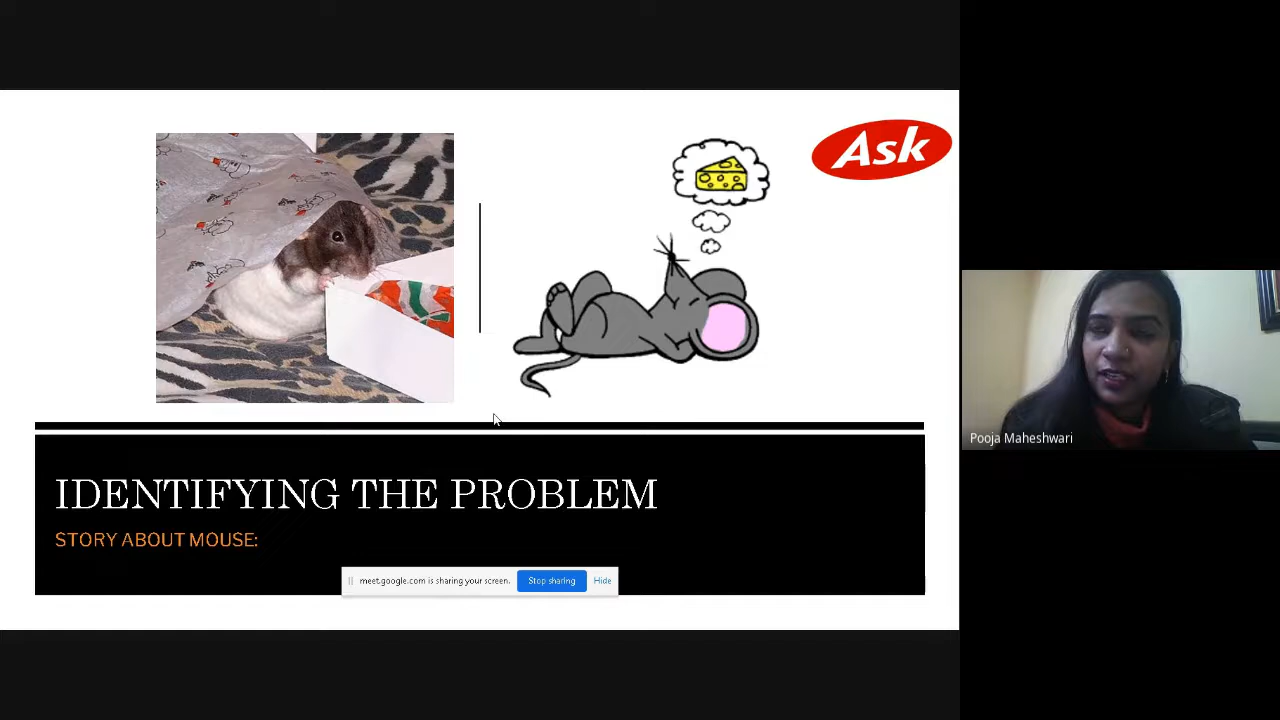 Ask
Pooja Maheshwari
IDENTIFYING THE PROBLEM
STORY ABOUT MOUSE:
meet.google.com is sharing your screen. Stop sharing Hide